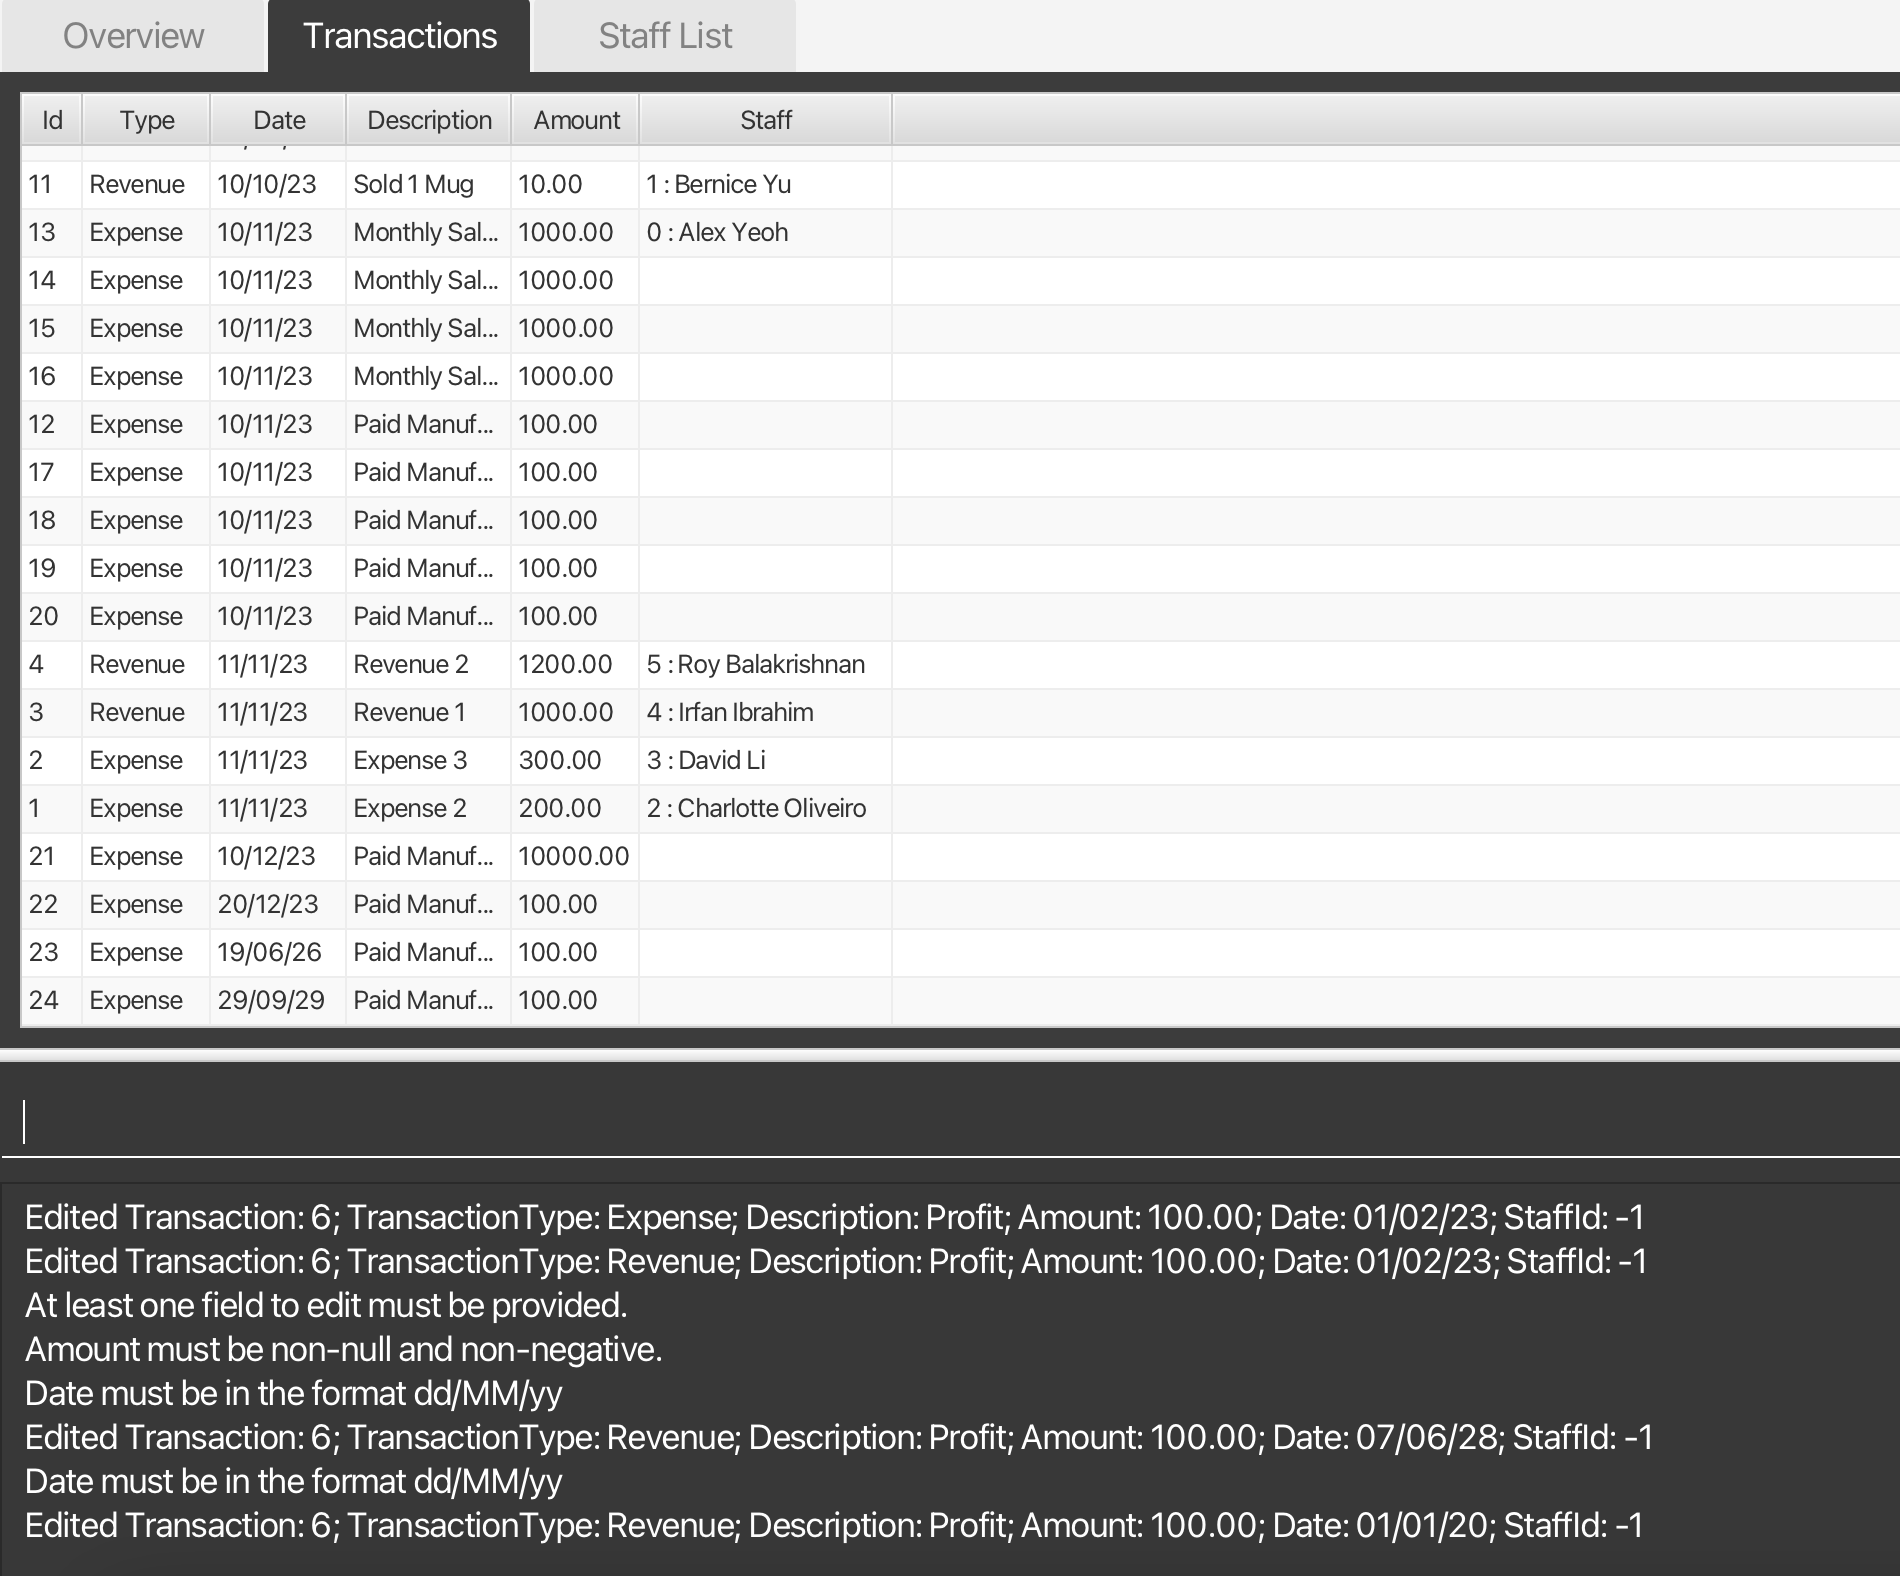 Overview Transactions Staff List
Id Type Date Description Amount Staff
11 Revenue 10/10/23 Sold 1 Mug 10.00 1 : Bernice Yu
13 Expense 10/11/23 Monthly Sal... 1000.00 0 : Alex Yeoh
14 Expense 10/11/23 Monthly Sal... 1000.00
15 Expense 10/11/23 Monthly Sal... 1000.00
16 Expense 10/11/23 Monthly Sal... 1000.00
12 Expense 10/11/23 Paid Manuf... 100.00
17 Expense 10/11/23 Paid Manuf... 100.00
18 Expense 10/11/23 Paid Manuf... 100.00
19 Expense 10/11/23 Paid Manuf... 100.00
20 Expense 10/11/23 Paid Manuf... 100.00
4 Revenue 11/11/23 Revenue 2 1200.00 5 : Roy Balakrishnan
3 Revenue 11/11/23 Revenue 1 1000.00 4 : Irfan Ibrahim
2 Expense 11/11/23 Expense 3 300.00 3 : David Li
1 Expense 11/11/23 Expense 2 200.00 2 : Charlotte Oliveiro
21 Expense 10/12/23 Paid Manuf... 10000.00
22 Expense 20/12/23 Paid Manuf... 100.00
23 Expense 19/06/26 Paid Manuf... 100.00
24 Expense 29/09/29 Paid Manuf... 100.00
Edited Transaction: 6; TransactionType: Expense; Description: Profit; Amount: 100.00; Date: 01/02/23; StaffId: -1
Edited Transaction: 6; TransactionType: Revenue; Description: Profit; Amount: 100.00; Date: 01/02/23; StaffId: -1
At least one field to edit must be provided.
Amount must be non-null and non-negative.
Date must be in the format dd/MM/yy
Edited Transaction: 6; TransactionType: Revenue; Description: Profit; Amount: 100.00; Date: 07/06/28; StaffId: -1
Date must be in the format dd/MM/yy
Edited Transaction: 6; TransactionType: Revenue; Description: Profit; Amount: 100.00; Date: 01/01/20; StaffId: -1